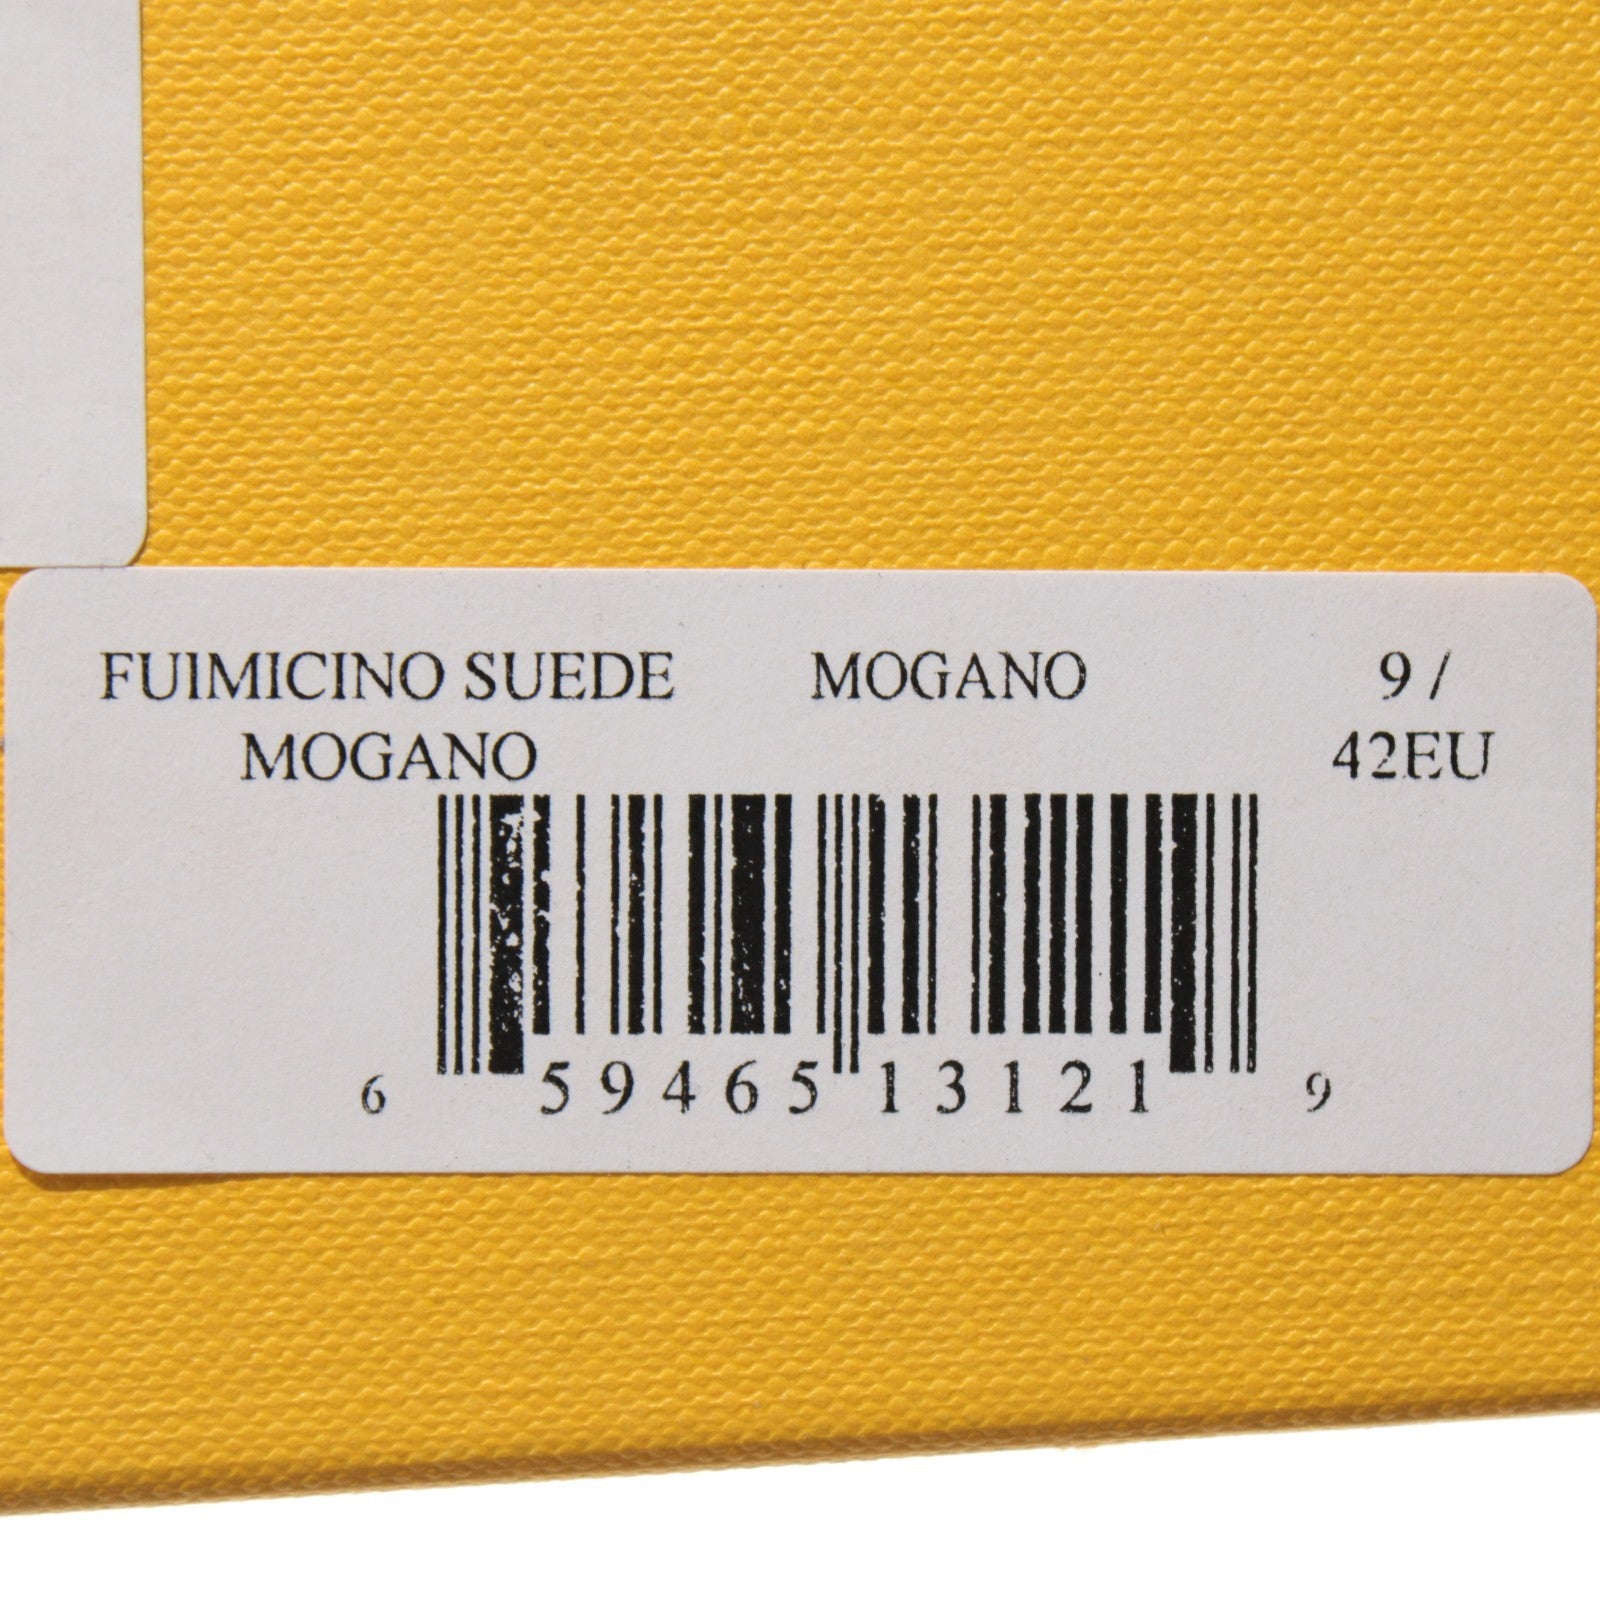 FUIMICINO SUEDE MOGANO 9 /
MOGANO 42EU
6 59465 13121 9